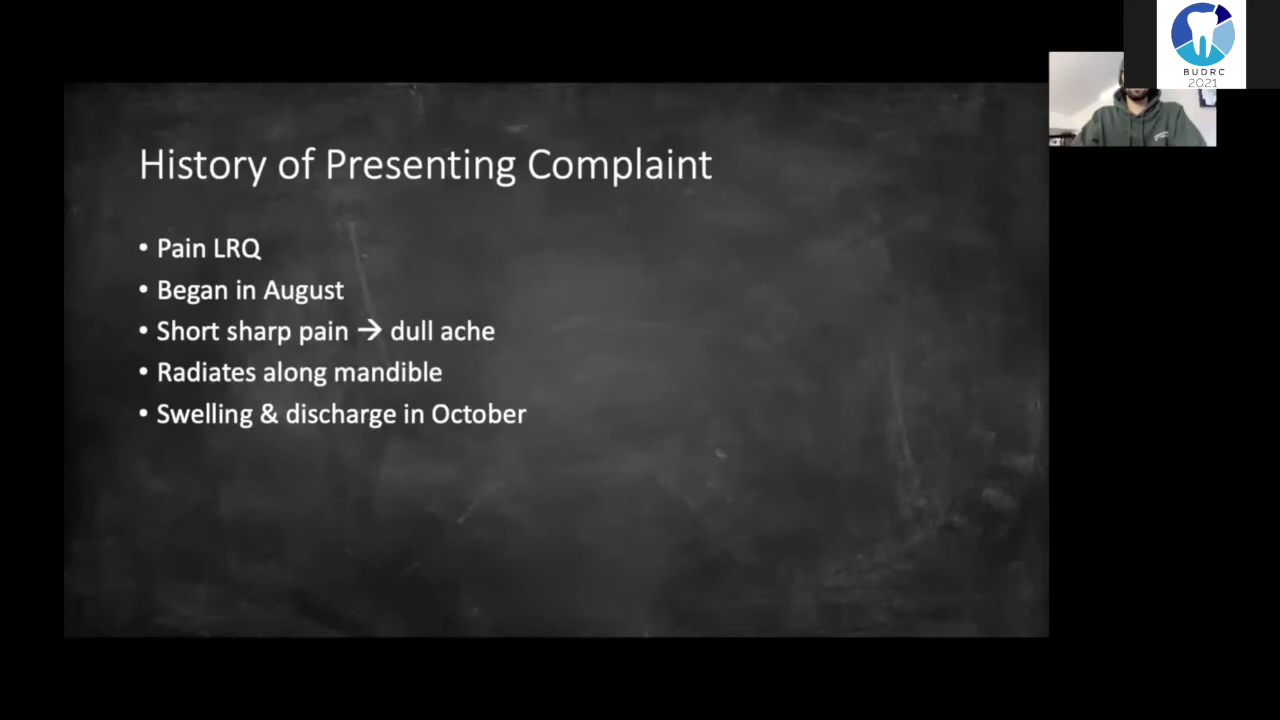 History of Presenting Complaint
• Pain LRQ
• Began in August
• Short sharp pain → dull ache
• Radiates along mandible
• Swelling & discharge in October
BUDRC
2021